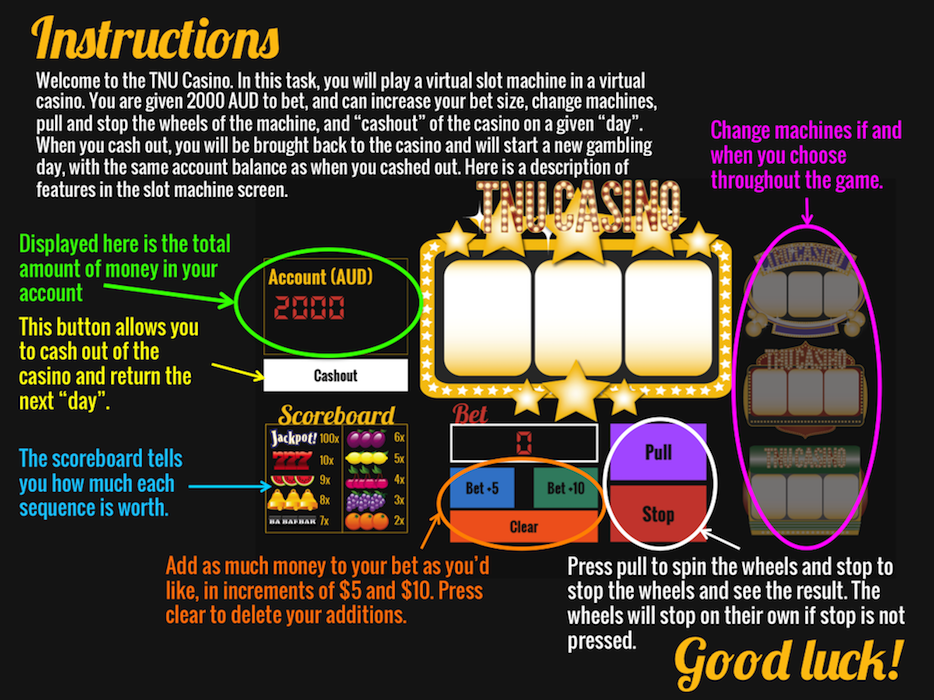 Instructions
Welcome to the TNU Casino. In this task, you will play a virtual slot machine in a virtual
casino. You are given 2000 AUD to bet, and can increase your bet size, change machines,
pull and stop the wheels of the machine, and “cashout” of the casino on a given “day”.
When you cash out, you will be brought back to the casino and will start a new gambling
day, with the same account balance as when you cashed out. Here is a description of
features in the slot machine screen.
Change machines if and
when you choose
throughout the game.
TNU CASINO
Displayed here is the total
amount of money in your
account
Account (AUD)
2000
This button allows you
to cash out of the
casino and return the
next “day”.
Cashout
TNU CASINO
TNU CASINO
TNU CASINO
Scoreboard
Jackpot! 100x 6x
777 10x 5x
9x 4x
8x 3x
BAR BAR BAR 7x 2x
The scoreboard tells
you how much each
sequence is worth.
Bet
0
Bet +5 Bet +10
Clear
Pull
Stop
Add as much money to your bet as you’d
like, in increments of $5 and $10. Press
clear to delete your additions.
Press pull to spin the wheels and stop to
stop the wheels and see the result. The
wheels will stop on their own if stop is not
pressed.
Good luck!